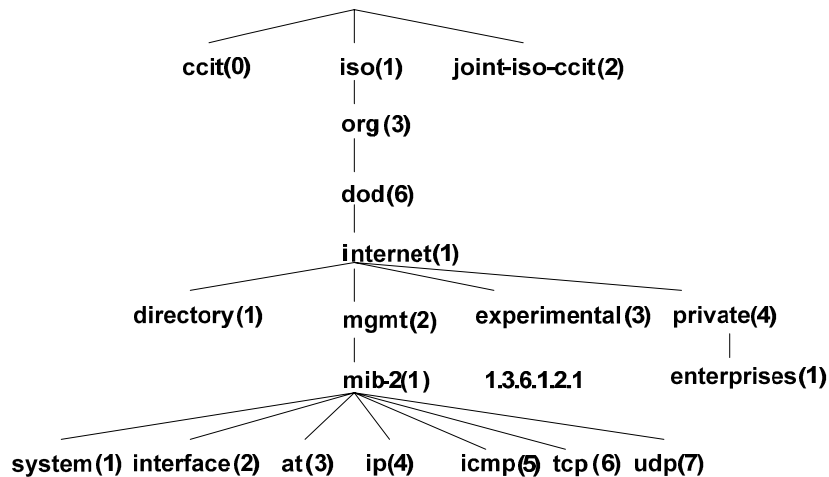 ccit(0) iso(1) joint-iso-ccit(2)
org(3)
dod(6)
internet(1)
directory(1) mgmt(2) experimental(3) private(4)
mib-2(1) 1.3.6.1.2.1 enterprises(1)
system(1) interface(2) at(3) ip(4) icmp(5) tcp(6) udp(7)